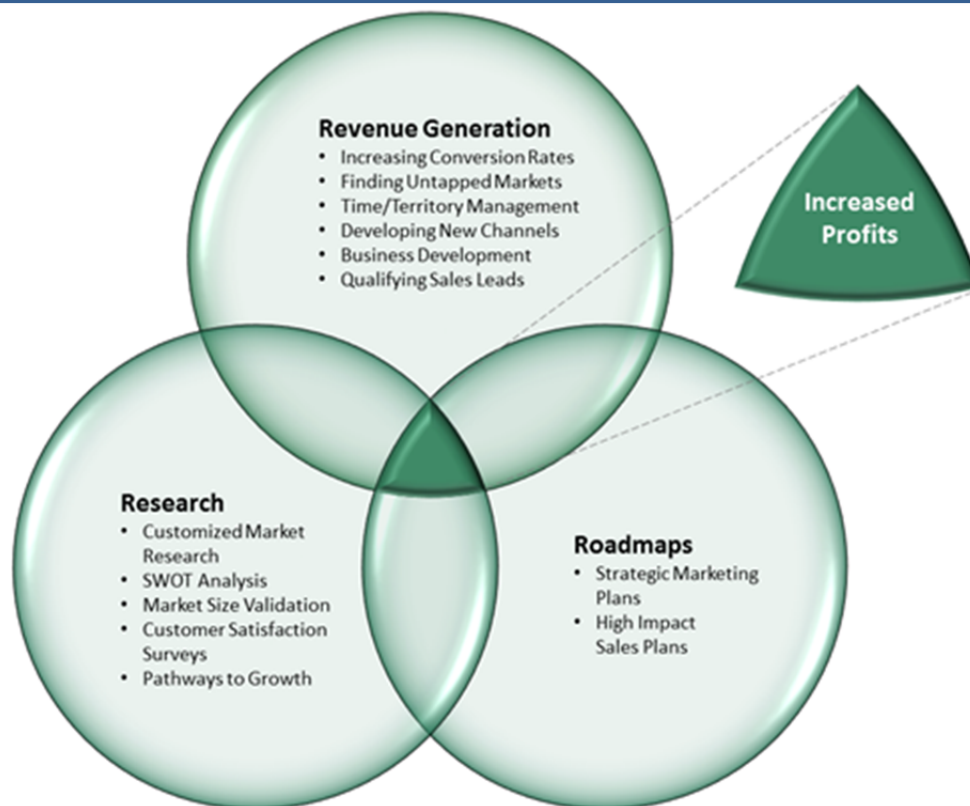 Revenue Generation
• Increasing Conversion Rates
• Finding Untapped Markets
• Time/Territory Management
• Developing New Channels
• Business Development
• Qualifying Sales Leads
Increased
Profits
Research
• Customized Market
Research
• SWOT Analysis
• Market Size Validation
• Customer Satisfaction
Surveys
• Pathways to Growth
Roadmaps
• Strategic Marketing
Plans
• High Impact
Sales Plans